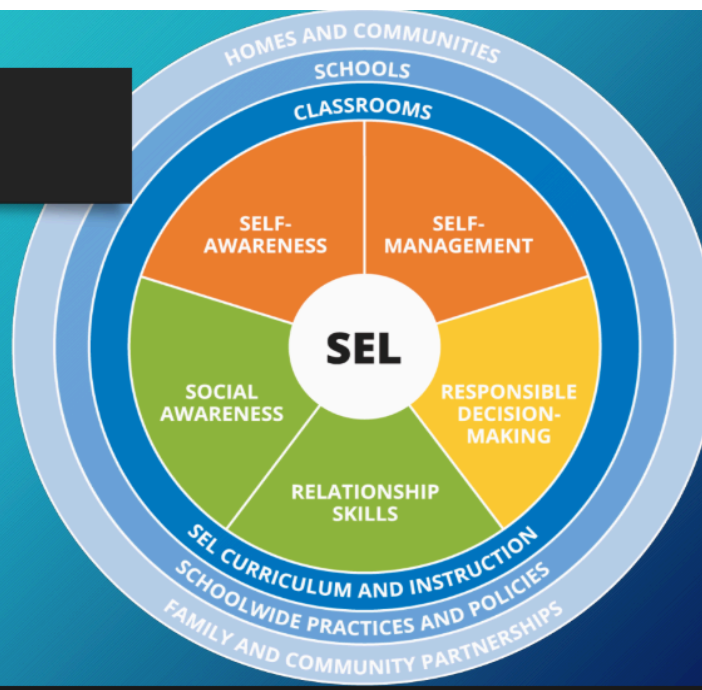 HOMES AND COMMUNITIES
SCHOOLS
CLASSROOMS
SELF-
AWARENESS
SELF-
MANAGEMENT
SEL
SOCIAL
AWARENESS
RESPONSIBLE
DECISION-
MAKING
RELATIONSHIP
SKILLS
SEL CURRICULUM AND INSTRUCTION
SCHOOLWIDE PRACTICES AND POLICIES
FAMILY AND COMMUNITY PARTNERSHIPS